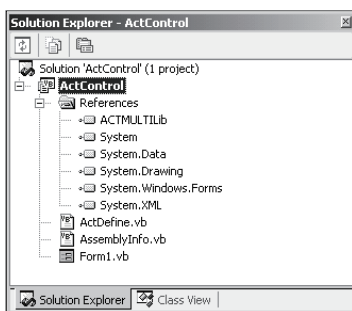 Solution Explorer - ActControl
Solution 'ActControl' (1 project)
ActControl
References
ACTMULTILib
System
System.Data
System.Drawing
System.Windows.Forms
System.XML
ActDefine.vb
AssemblyInfo.vb
Form1.vb
Solution Explorer Class View